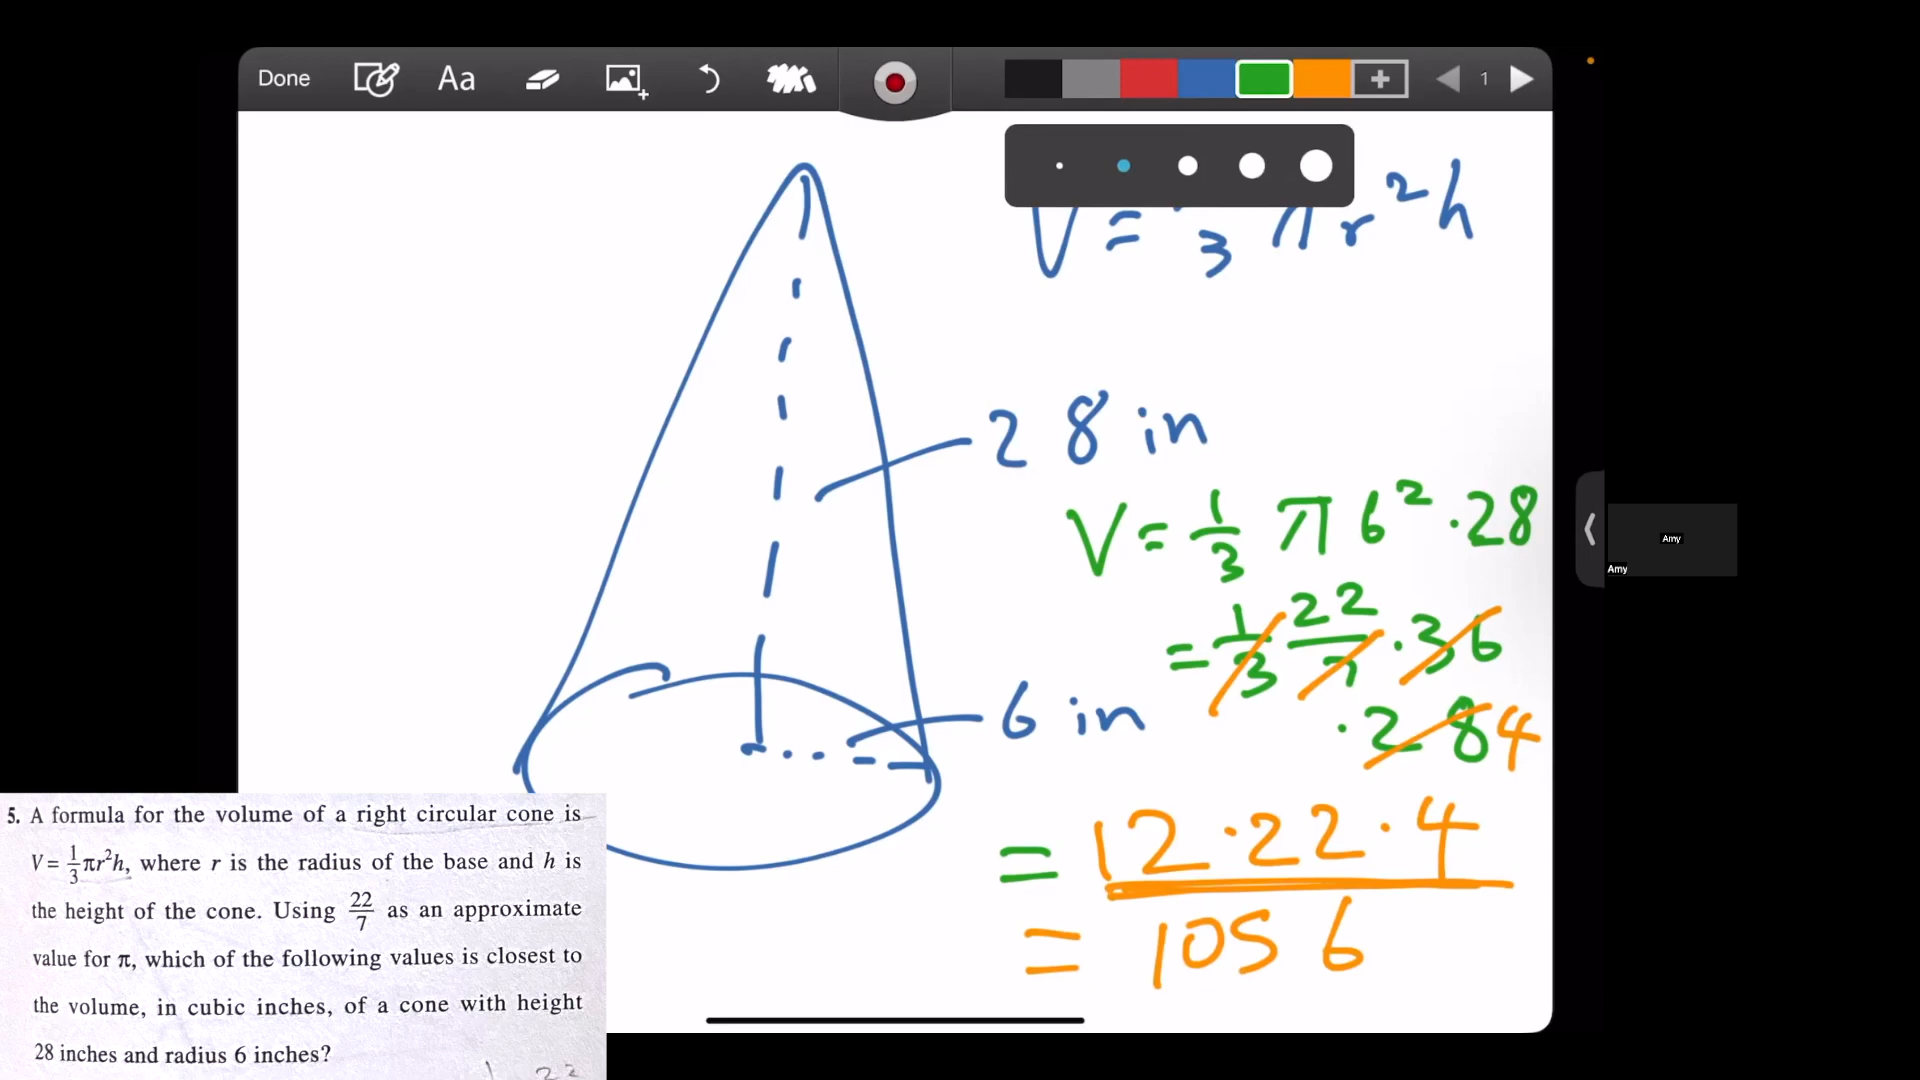 Done
Aa
1
V = 3 π r² h
28 in
V = 1/3 π 6² · 28
= 1/3 22/7 · 36
· 28 4
6 in
= 12 · 22 · 4
= 1056
Amy
Amy
5. A formula for the volume of a right circular cone is
V = 1/3 πr²h, where r is the radius of the base and h is
the height of the cone. Using 22/7 as an approximate
value for π, which of the following values is closest to
the volume, in cubic inches, of a cone with height
28 inches and radius 6 inches?